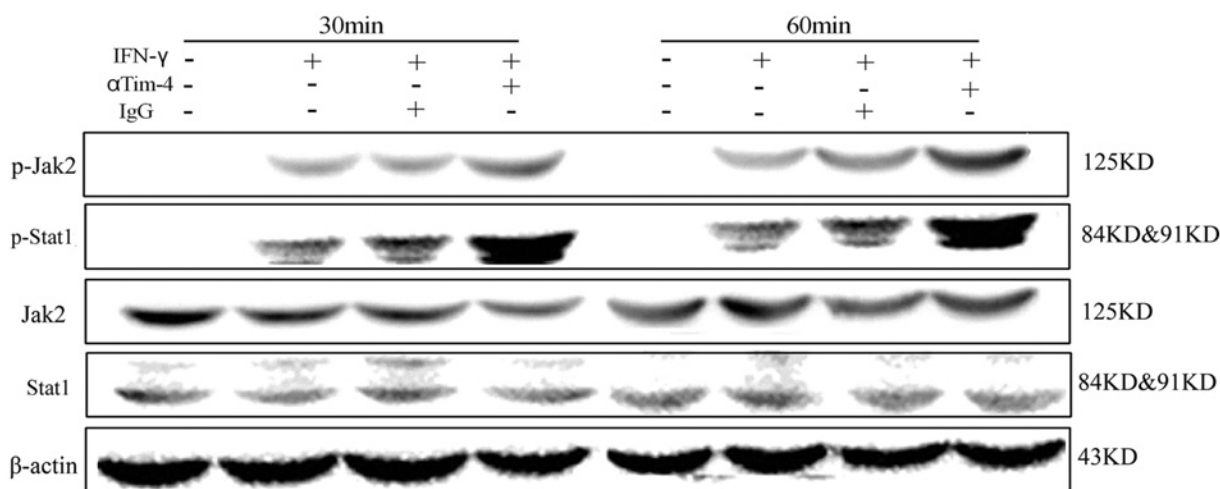 30min 60min
IFN-γ - + + + - + + +
αTim-4 - - - + - - - +
IgG - - + - - - + -
p-Jak2 125KD
p-Stat1 84KD&91KD
Jak2 125KD
Stat1 84KD&91KD
β-actin 43KD